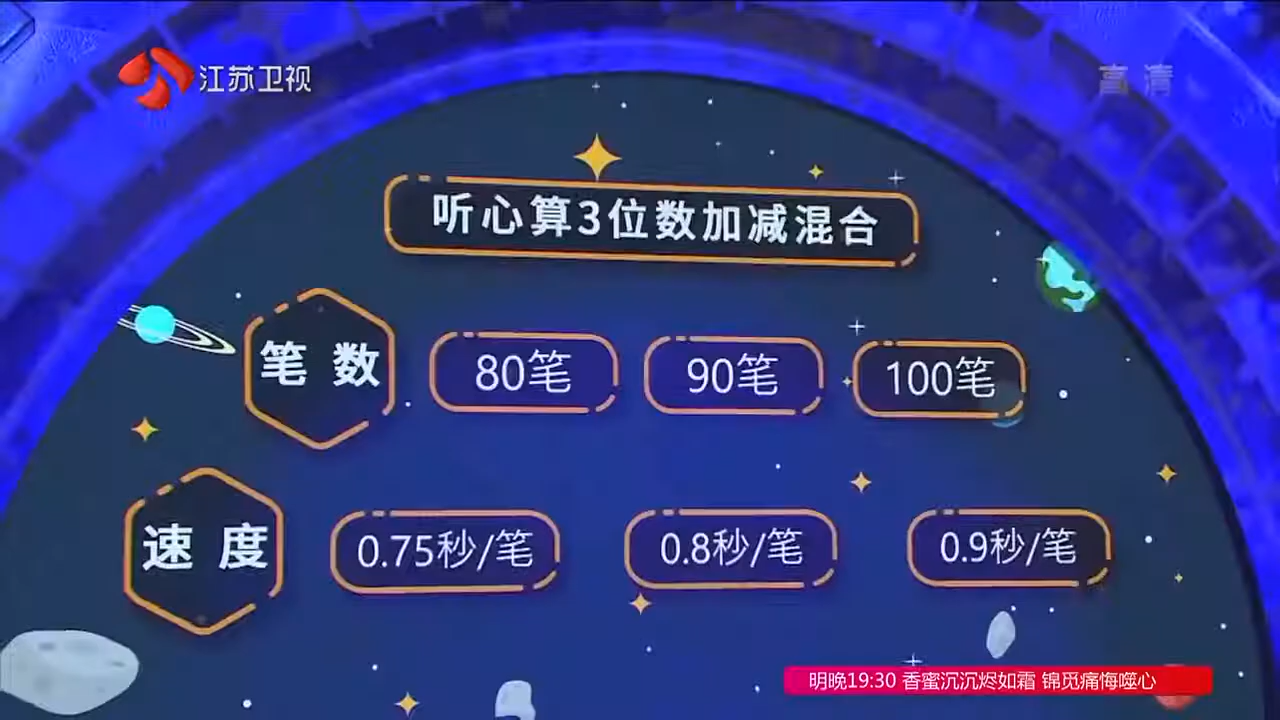 江苏卫视
高清
听心算3位数加减混合
笔数 80笔 90笔 100笔
速度 0.75秒/笔 0.8秒/笔 0.9秒/笔
明晚19:30 香蜜沉沉烬如霜 锦觅痛悔噬心